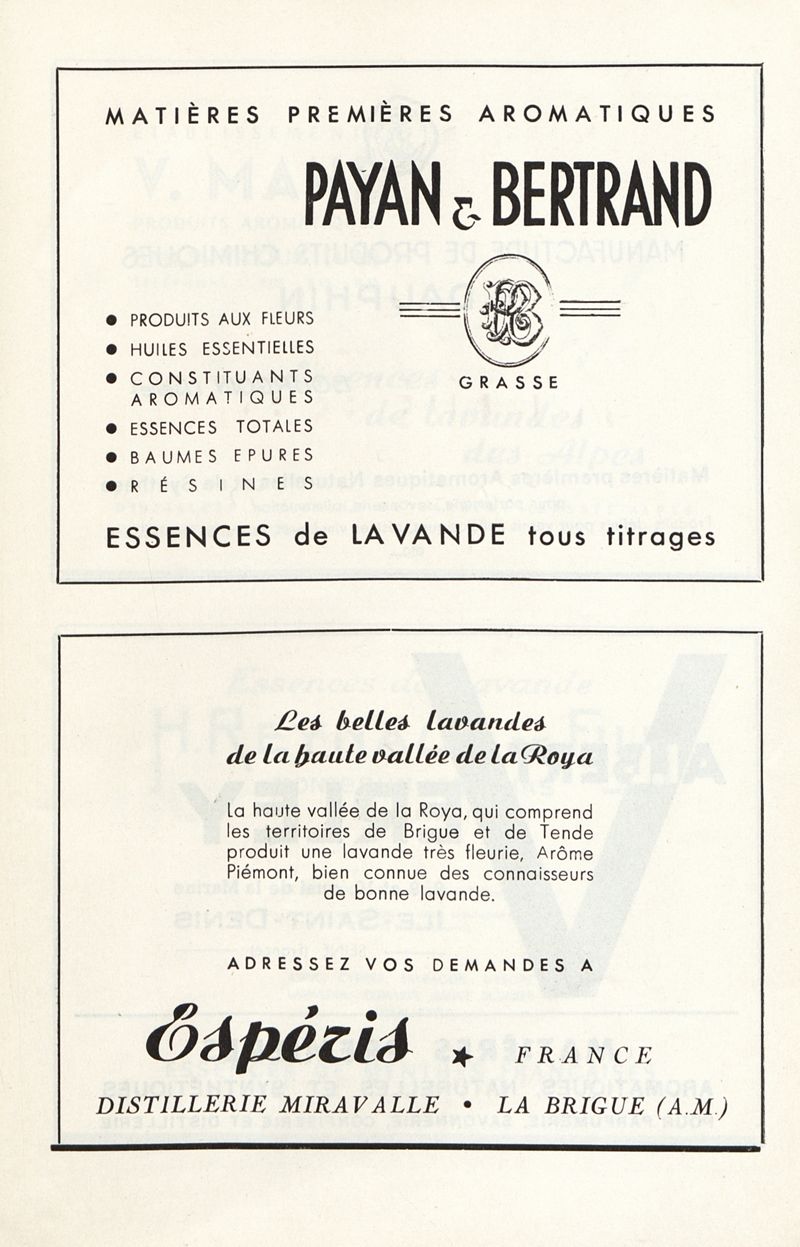 MATIÈRES PREMIÈRES AROMATIQUES
PAYAN & BERTRAND
GRASSE
● PRODUITS AUX FLEURS
● HUILES ESSENTIELLES
● CONSTITUANTS
AROMATIQUES
● ESSENCES TOTALES
● BAUMES EPURES
● RÉSINES
ESSENCES de LAVANDE tous titrages
Les belles lavandes
de la haute vallée de la Roya
La haute vallée de la Roya, qui comprend
les territoires de Brigue et de Tende
produit une lavande très fleurie, Arôme
Piémont, bien connue des connaisseurs
de bonne lavande.
ADRESSEZ VOS DEMANDES A
Espéris ★ FRANCE
DISTILLERIE MIRAVALLE • LA BRIGUE (A.M.)